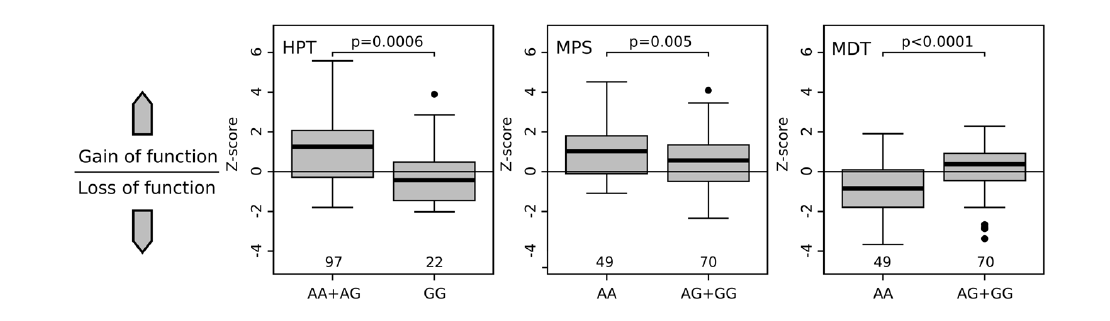 Gain of function
Loss of function
Z-score
6
4
2
0
-2
-4
HPT
p=0.0006
97
22
AA+AG
GG
Z-score
6
4
2
0
-2
-4
MPS
p=0.005
49
70
AA
AG+GG
Z-score
6
4
2
0
-2
-4
MDT
p<0.0001
49
70
AA
AG+GG